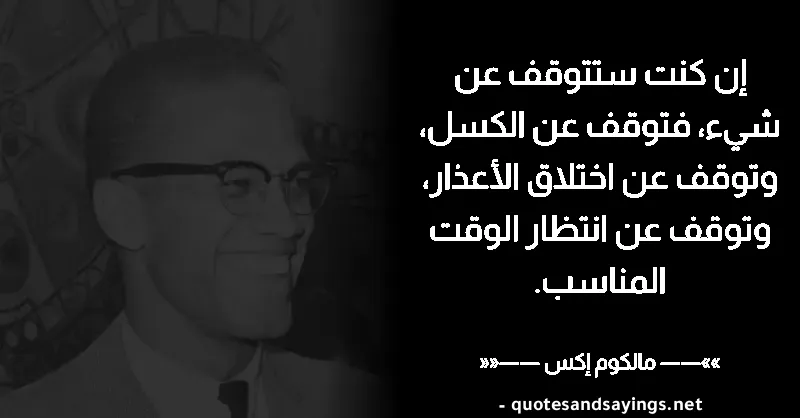 إن كنت ستتوقف عن
شيء، فتوقف عن الكسل،
وتوقف عن اختلاق الأعذار،
وتوقف عن انتظار الوقت
المناسب.
»»—— مالكوم إكس ——««
- quotesandsayings.net